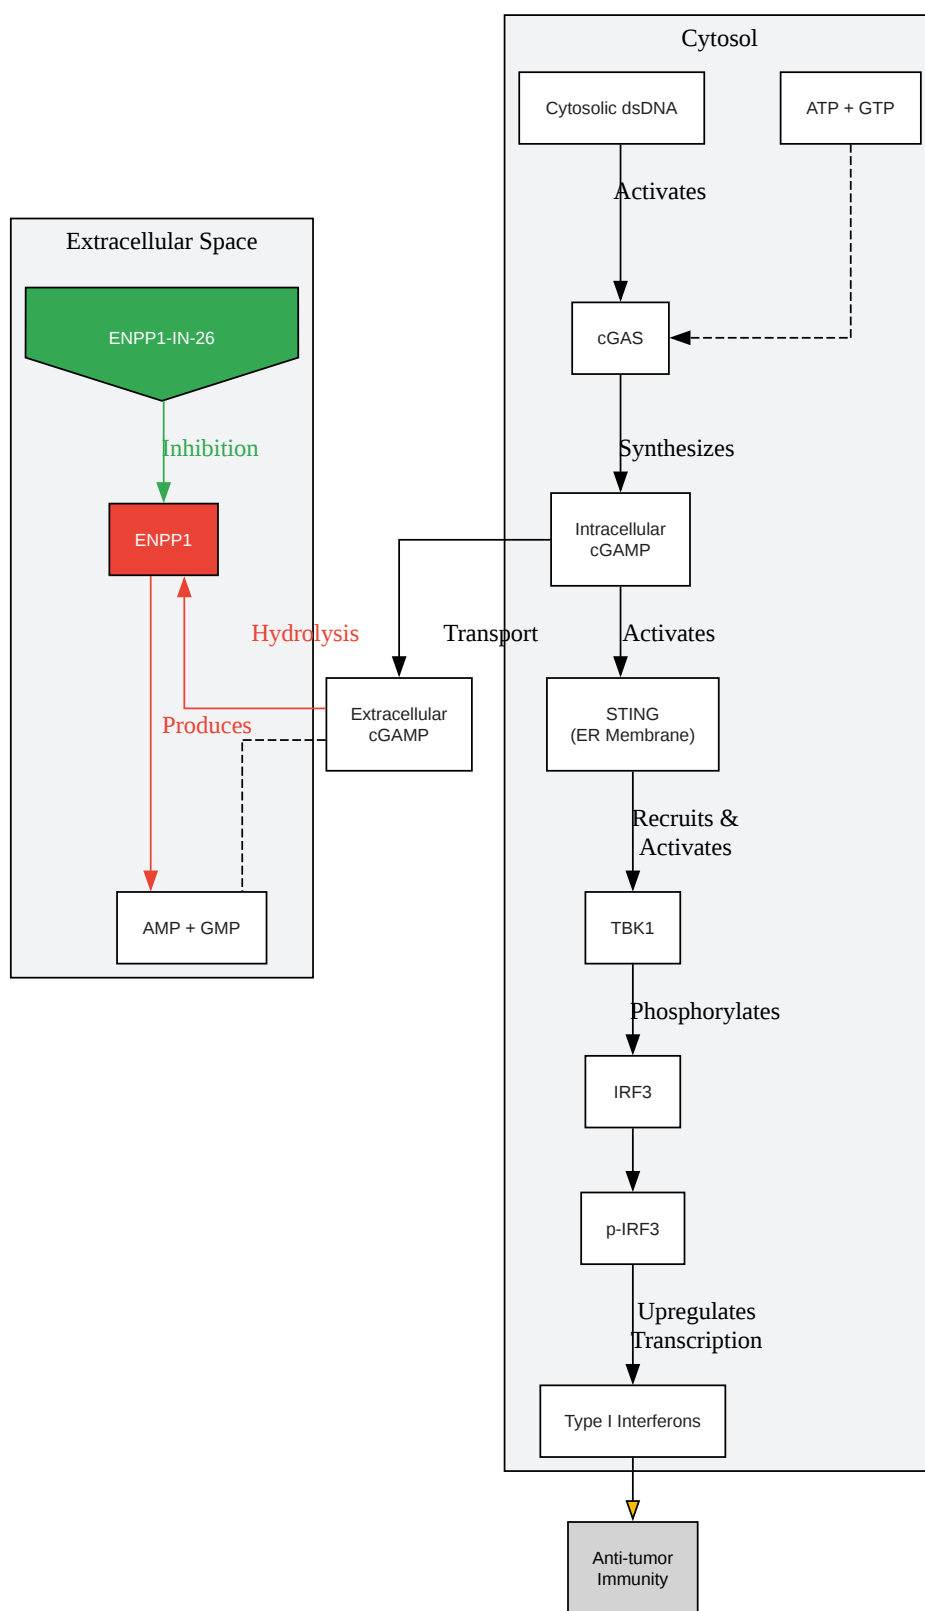 Cytosol
Cytosolic dsDNA
ATP + GTP
Activates
Extracellular Space
ENPP1-IN-26
cGAS
Inhibition
Synthesizes
ENPP1
Intracellular
cGAMP
Hydrolysis
Transport
Activates
Produces
Extracellular
cGAMP
STING
(ER Membrane)
Recruits &
Activates
AMP + GMP
TBK1
Phosphorylates
IRF3
p-IRF3
Upregulates
Transcription
Type I Interferons
Anti-tumor
Immunity